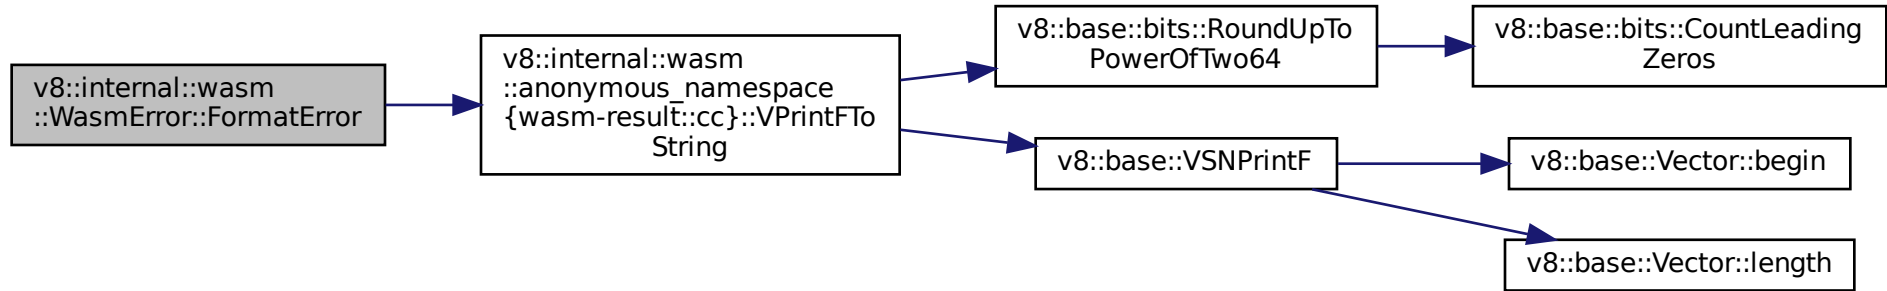 v8::internal::wasm
::WasmError::FormatError
v8::internal::wasm
::anonymous_namespace
{wasm-result::cc}::VPrintFTo
String
v8::base::bits::RoundUpTo
PowerOfTwo64
v8::base::bits::CountLeading
Zeros
v8::base::VSNPrintF
v8::base::Vector::begin
v8::base::Vector::length